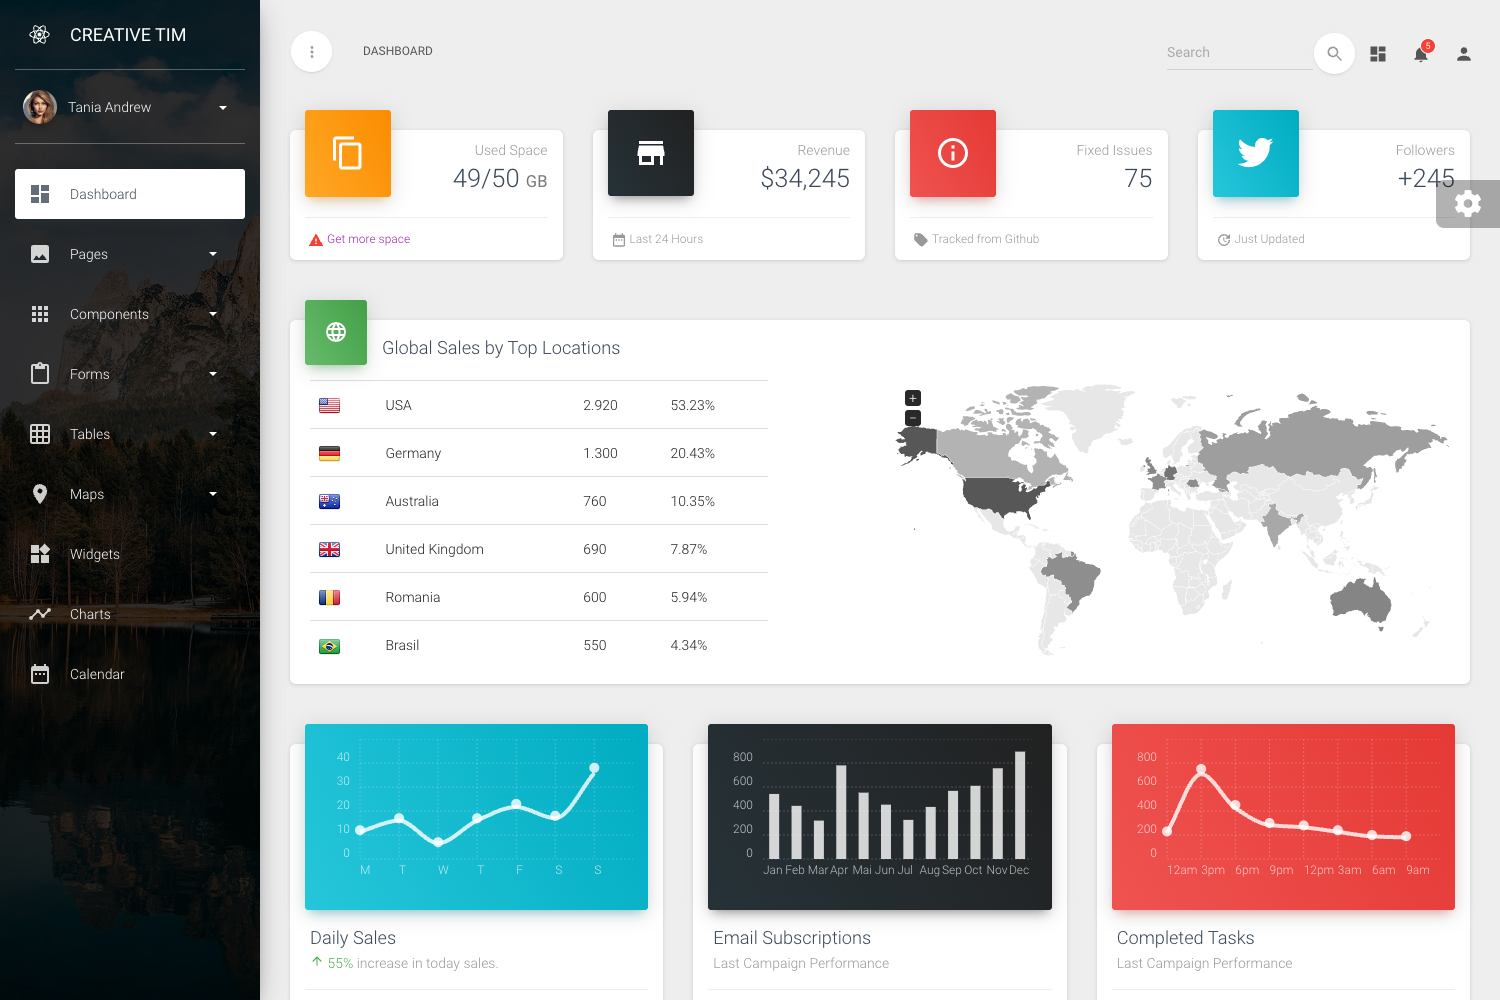 CREATIVE TIM
Tania Andrew
Dashboard
Pages
Components
Forms
Tables
Maps
Widgets
Charts
Calendar
DASHBOARD
Search
5
Used Space
49/50 GB
Get more space
Revenue
$34,245
Last 24 Hours
Fixed Issues
75
Tracked from Github
Followers
+245
Just Updated
Global Sales by Top Locations
USA 2.920 53.23%
Germany 1.300 20.43%
Australia 760 10.35%
United Kingdom 690 7.87%
Romania 600 5.94%
Brasil 550 4.34%
+
−
40
30
20
10
0
M T W T F S S
Daily Sales
55% increase in today sales.
800
600
400
200
0
Jan Feb Mar Apr Mai Jun Jul Aug Sep Oct Nov Dec
Email Subscriptions
Last Campaign Performance
800
600
400
200
0
12am 3pm 6pm 9pm 12pm 3am 6am 9am
Completed Tasks
Last Campaign Performance